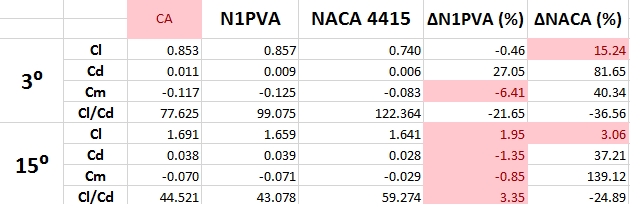 CA N1PVA NACA 4415 ΔN1PVA (%) ΔNACA (%)
3º
Cl 0.853 0.857 0.740 -0.46 15.24
Cd 0.011 0.009 0.006 27.05 81.65
Cm -0.117 -0.125 -0.083 -6.41 40.34
Cl/Cd 77.625 99.075 122.364 -21.65 -36.56
15º
Cl 1.691 1.659 1.641 1.95 3.06
Cd 0.038 0.039 0.028 -1.35 37.21
Cm -0.070 -0.071 -0.029 -0.85 139.12
Cl/Cd 44.521 43.078 59.274 3.35 -24.89